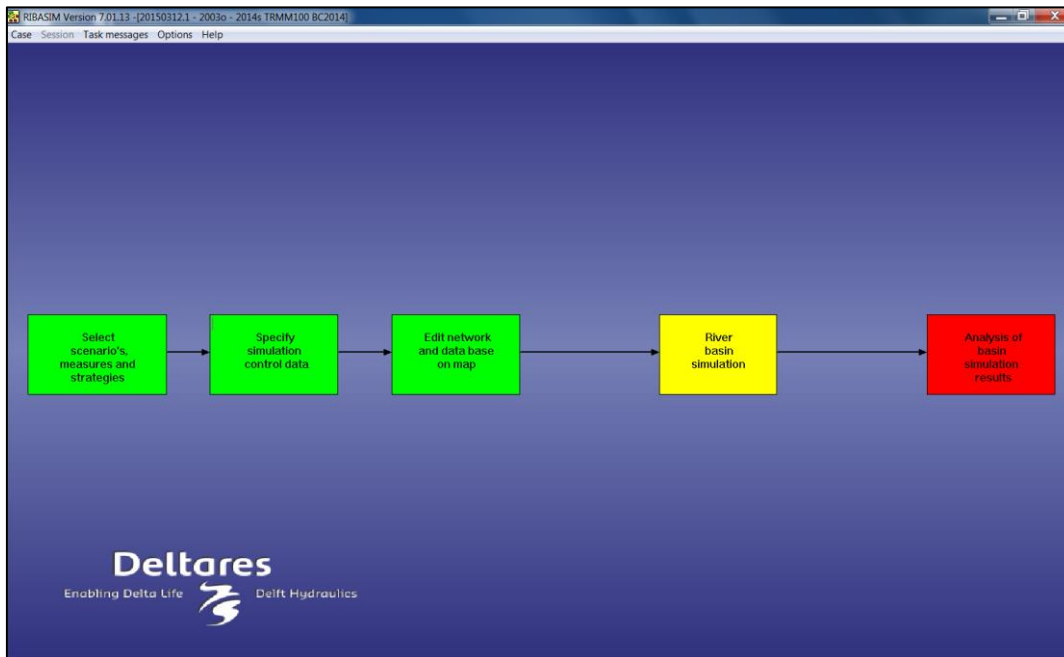 RIBASIM Version 7.01.13 -[20150312.1 - 2003o - 2014s TRMM100 BC2014]
Case Session Task messages Options Help
Select
scenario's,
measures and
strategies
Specify
simulation
control data
Edit network
and data base
on map
River
basin
simulation
Analysis of
basin
simulation
results
Deltares
Enabling Delta Life Delft Hydraulics